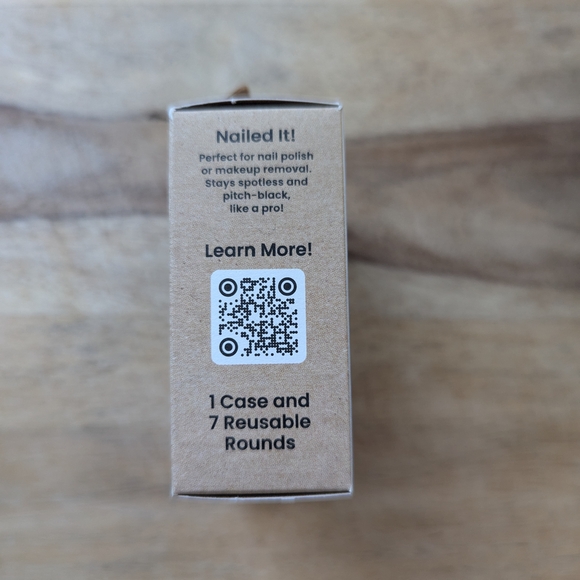 Nailed It!
Perfect for nail polish
or makeup removal.
Stays spotless and
pitch-black,
like a pro!
Learn More!
1 Case and
7 Reusable
Rounds